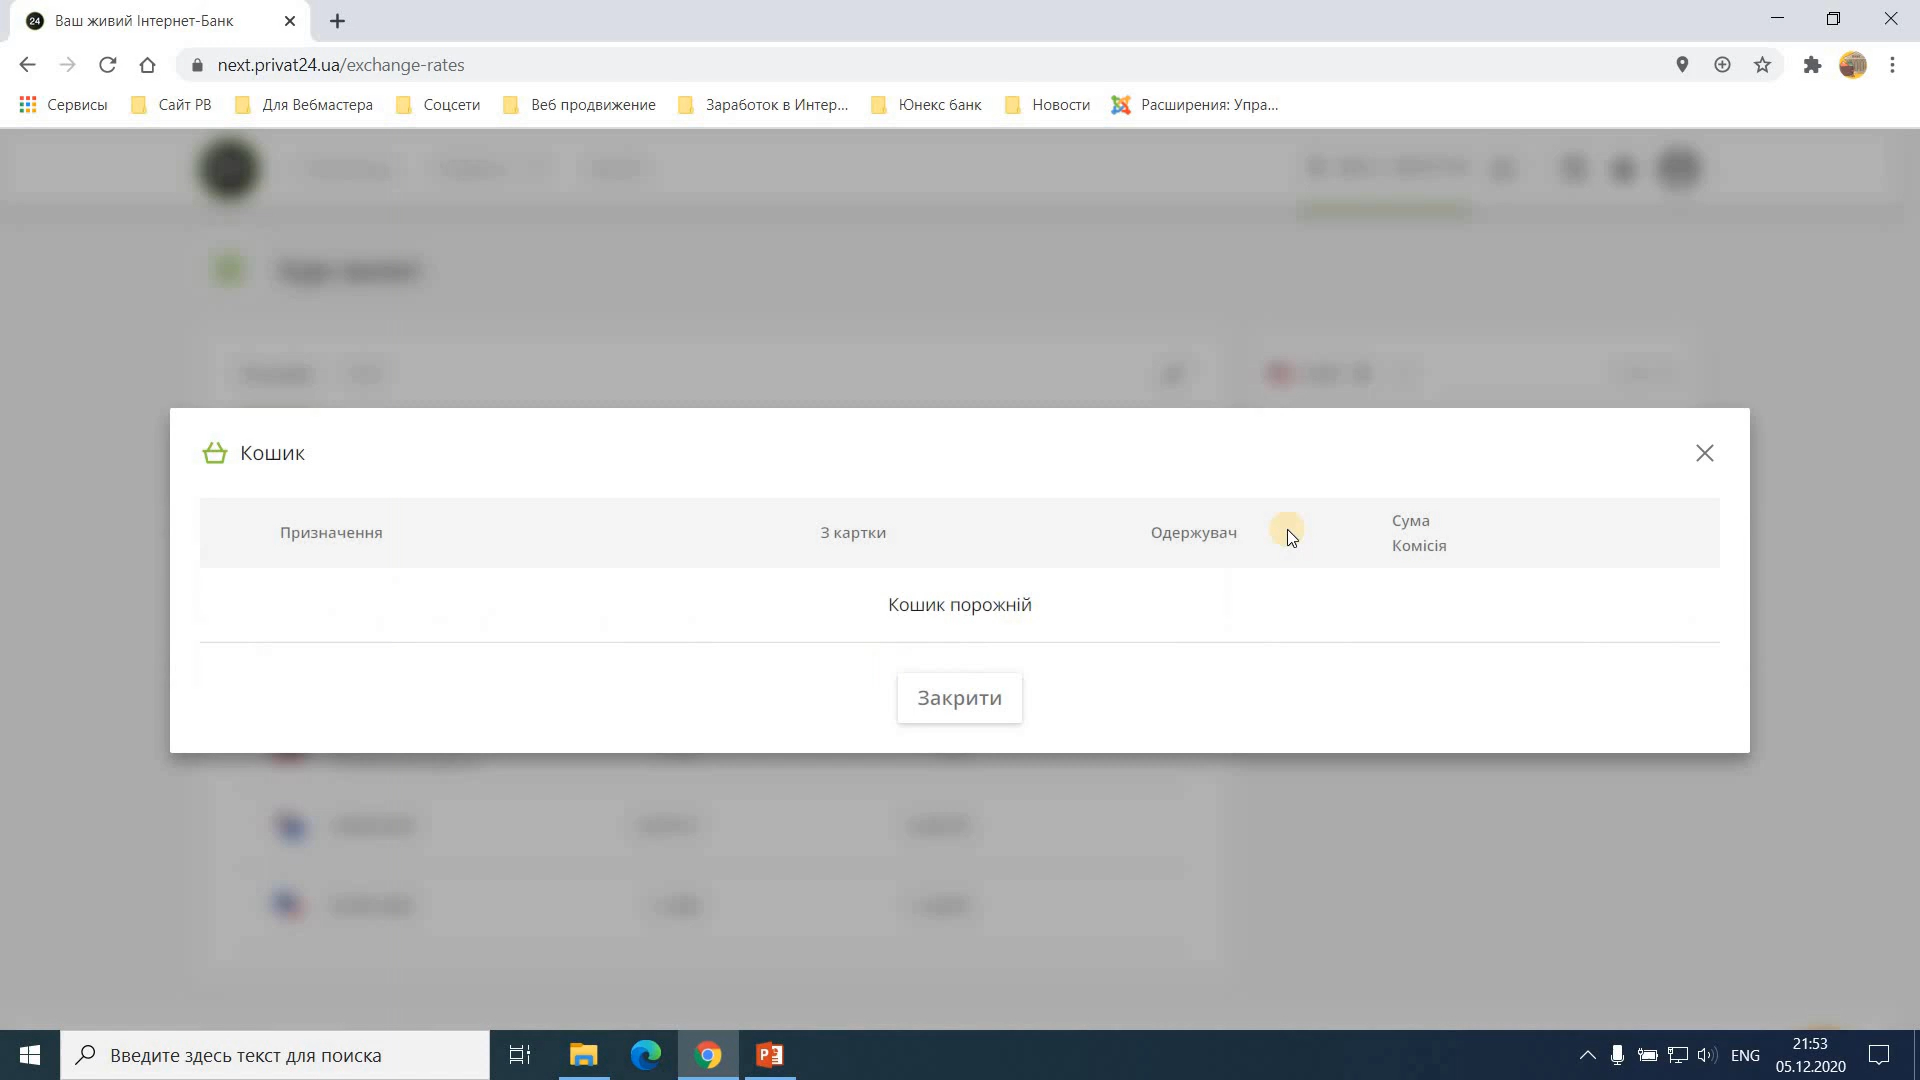 24 Ваш живий Інтернет-Банк
next.privat24.ua/exchange-rates
Сервисы Сайт РВ Для Вебмастера Соцсети Веб продвижение Заработок в Интер... Юнекс банк Новости Расширения: Упра...
Кошик
Призначення З картки Одержувач Сума
Комісія
Кошик порожній
Закрити
Введите здесь текст для поиска
ENG
21:53
05.12.2020